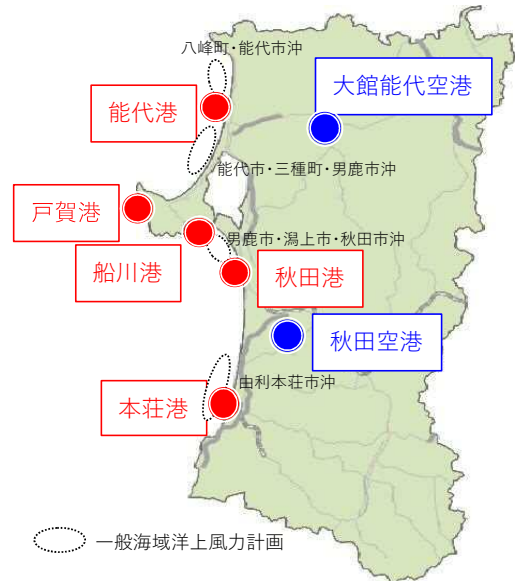 八峰町・能代市沖
能代港
大館能代空港
能代市・三種町・男鹿市沖
戸賀港
船川港
男鹿市・潟上市・秋田市沖
秋田港
秋田空港
由利本荘市沖
本荘港
一般海域洋上風力計画